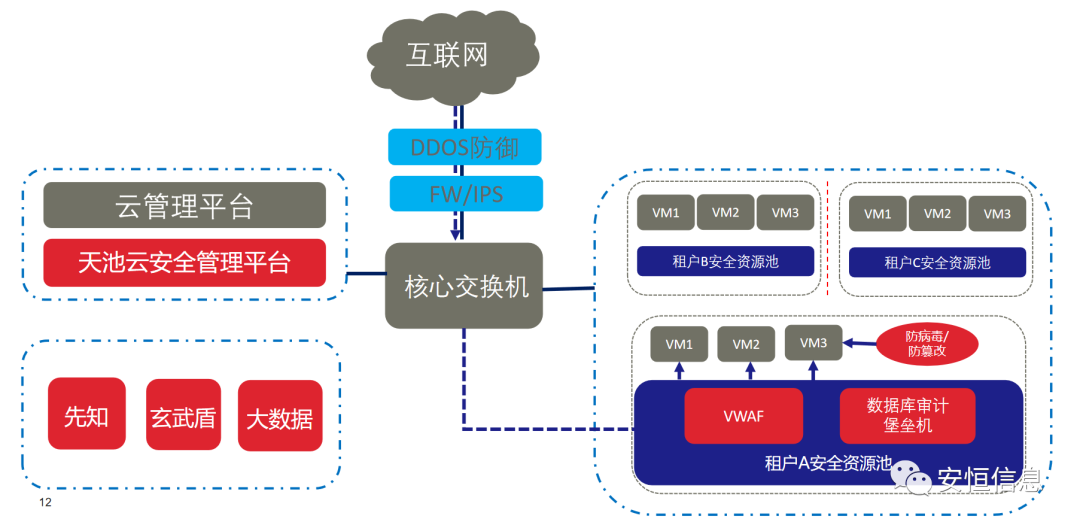 互联网
DDOS防御
FW/IPS
核心交换机
云管理平台
天池云安全管理平台
先知
玄武盾
大数据
VM1
VM2
VM3
租户B安全资源池
VM1
VM2
VM3
租户C安全资源池
VM1
VM2
VM3
防病毒/
防篡改
VWAF
数据库审计
堡垒机
租户A安全资源池
安恒信息
12